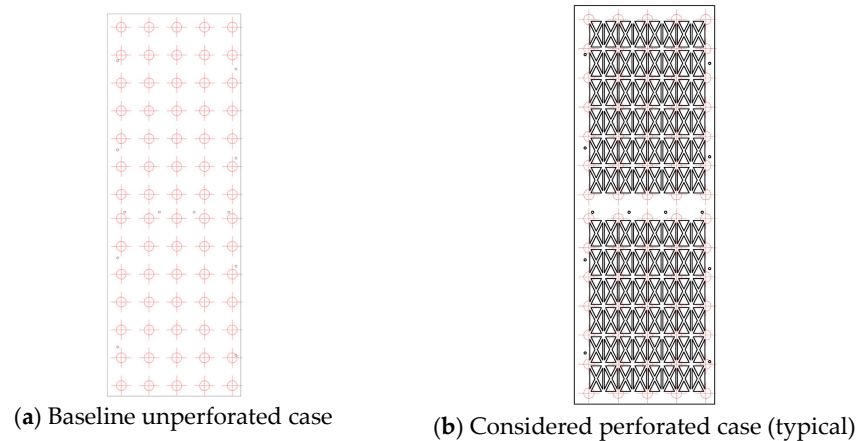 (a) Baseline unperforated case
(b) Considered perforated case (typical)